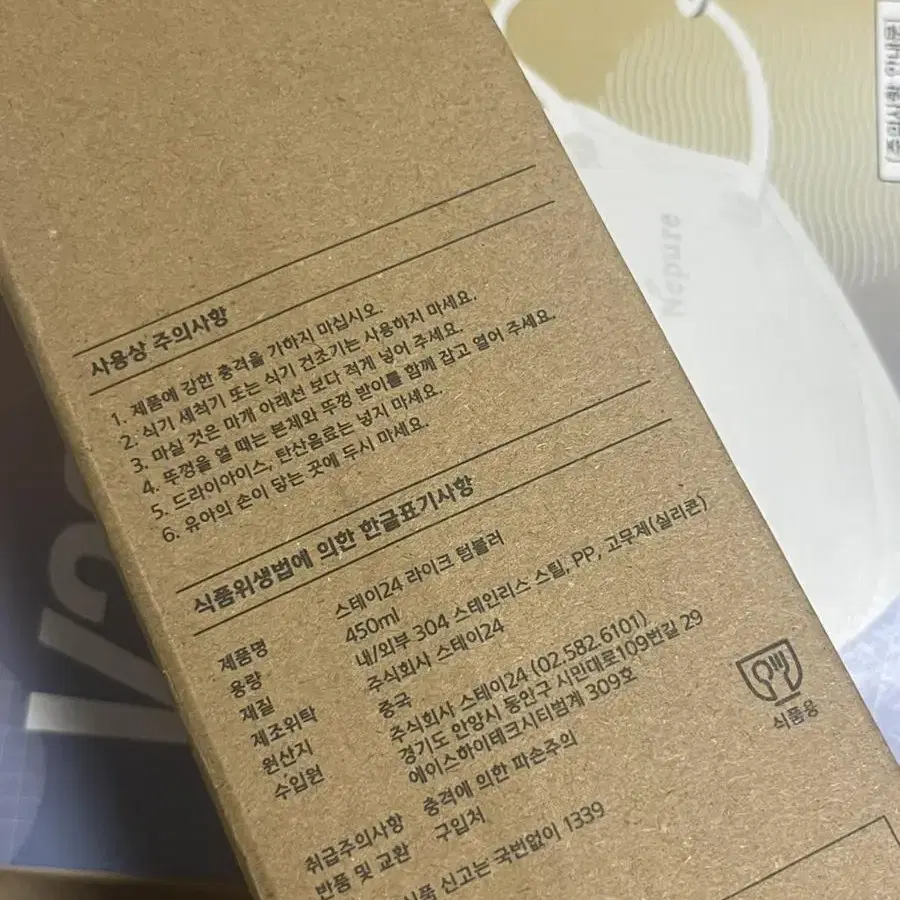 사용상 주의사항
1. 제품에 강한 충격을 가하지 마십시오.
2. 식기 세척기 또는 식기 건조기는 사용하지 마세요.
3. 마실 것은 마개 아래선 보다 적게 넣어 주세요.
4. 뚜껑을 열 때는 본체와 뚜껑 받이를 함께 잡고 열어 주세요.
5. 드라이아이스, 탄산음료는 넣지 마세요.
6. 유아의 손이 닿는 곳에 두시 마세요.
식품위생법에 의한 한글표기사항
제품명 스테이24 라이크 텀블러
용량 450ml
재질 내/외부 304 스테인리스 스틸, PP, 고무제(실리콘)
제조위탁 주식회사 스테이24
원산지 중국
수입원 주식회사 스테이24 (02.582.6101)
경기도 안양시 동안구 시민대로109번길 29
에이스하이테크시티범계 309호
취급주의사항 충격에 의한 파손주의
반품 및 교환 구입처
식품 신고는 국번없이 1339
식품용
Nepure